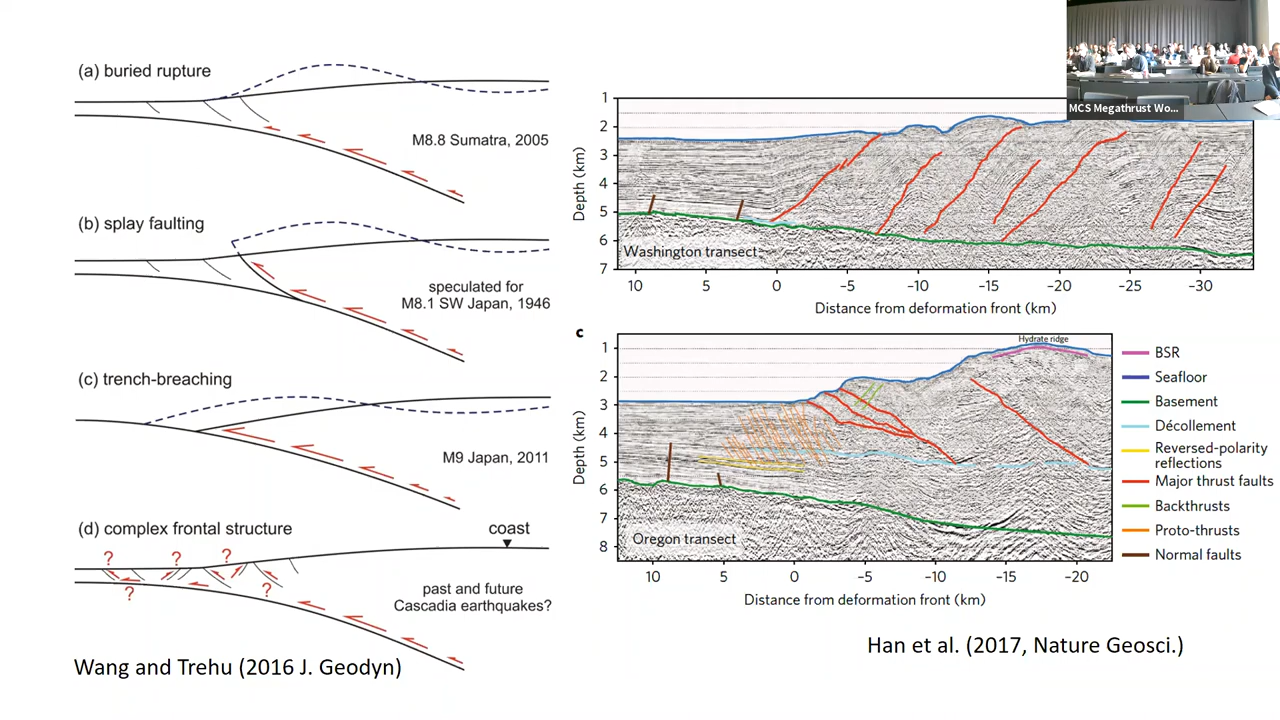 (a) buried rupture
M8.8 Sumatra, 2005
(b) splay faulting
speculated for
M8.1 SW Japan, 1946
(c) trench-breaching
M9 Japan, 2011
(d) complex frontal structure
coast
? ? ?
? ?
past and future
Cascadia earthquakes?
Wang and Trehu (2016 J. Geodyn)
MCS Megathrust Wo...
1
2
3
4
5
6
7
Depth (km)
Washington transect
10 5 0 –5 –10 –15 –20 –25 –30
Distance from deformation front (km)
c
Hydrate ridge
1
2
3
4
5
6
7
8
Depth (km)
Oregon transect
10 5 0 –5 –10 –15 –20
Distance from deformation front (km)
BSR
Seafloor
Basement
Décollement
Reversed-polarity
reflections
Major thrust faults
Backthrusts
Proto-thrusts
Normal faults
Han et al. (2017, Nature Geosci.)